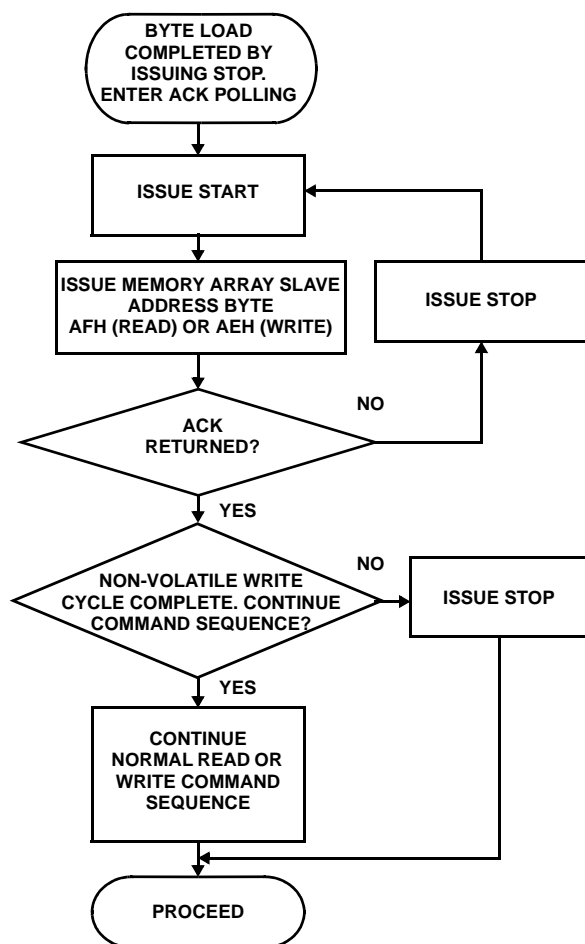 BYTE LOAD
COMPLETED BY
ISSUING STOP.
ENTER ACK POLLING
ISSUE START
ISSUE MEMORY ARRAY SLAVE
ADDRESS BYTE
AFH (READ) OR AEH (WRITE)
ISSUE STOP
ACK
RETURNED?
NO
YES
NON-VOLATILE WRITE
CYCLE COMPLETE. CONTINUE
COMMAND SEQUENCE?
NO
ISSUE STOP
YES
CONTINUE
NORMAL READ OR
WRITE COMMAND
SEQUENCE
PROCEED